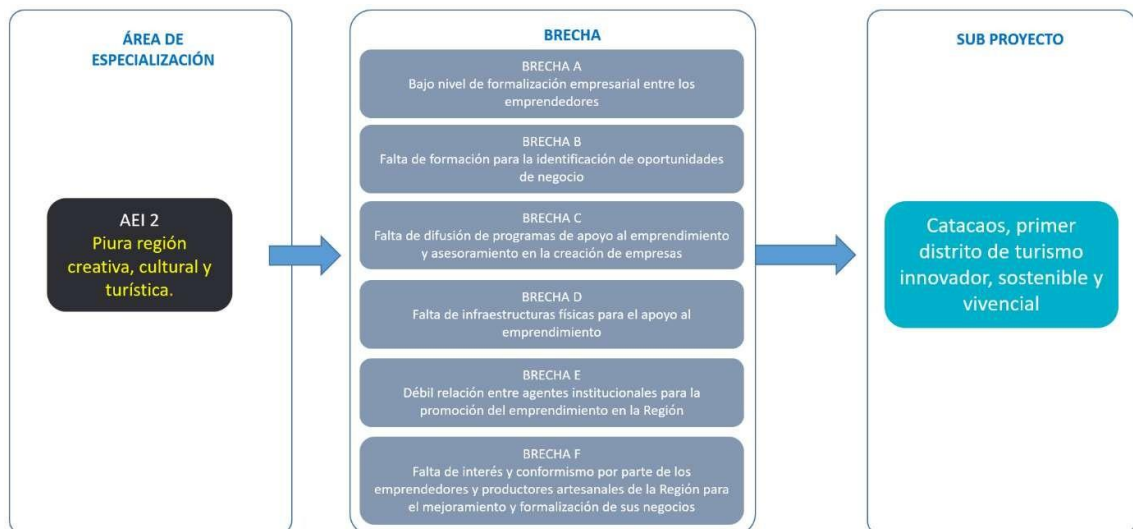 ÁREA DE
ESPECIALIZACIÓN
AEI 2
Piura región
creativa, cultural y
turística.
BRECHA
BRECHA A
Bajo nivel de formalización empresarial entre los
emprendedores
BRECHA B
Falta de formación para la identificación de oportunidades
de negocio
BRECHA C
Falta de difusión de programas de apoyo al emprendimiento
y asesoramiento en la creación de empresas
BRECHA D
Falta de infraestructuras físicas para el apoyo al
emprendimiento
BRECHA E
Débil relación entre agentes institucionales para la
promoción del emprendimiento en la Región
BRECHA F
Falta de interés y conformismo por parte de los
emprendedores y productores artesanales de la Región para
el mejoramiento y formalización de sus negocios
SUB PROYECTO
Catacaos, primer
distrito de turismo
innovador, sostenible y
vivencial